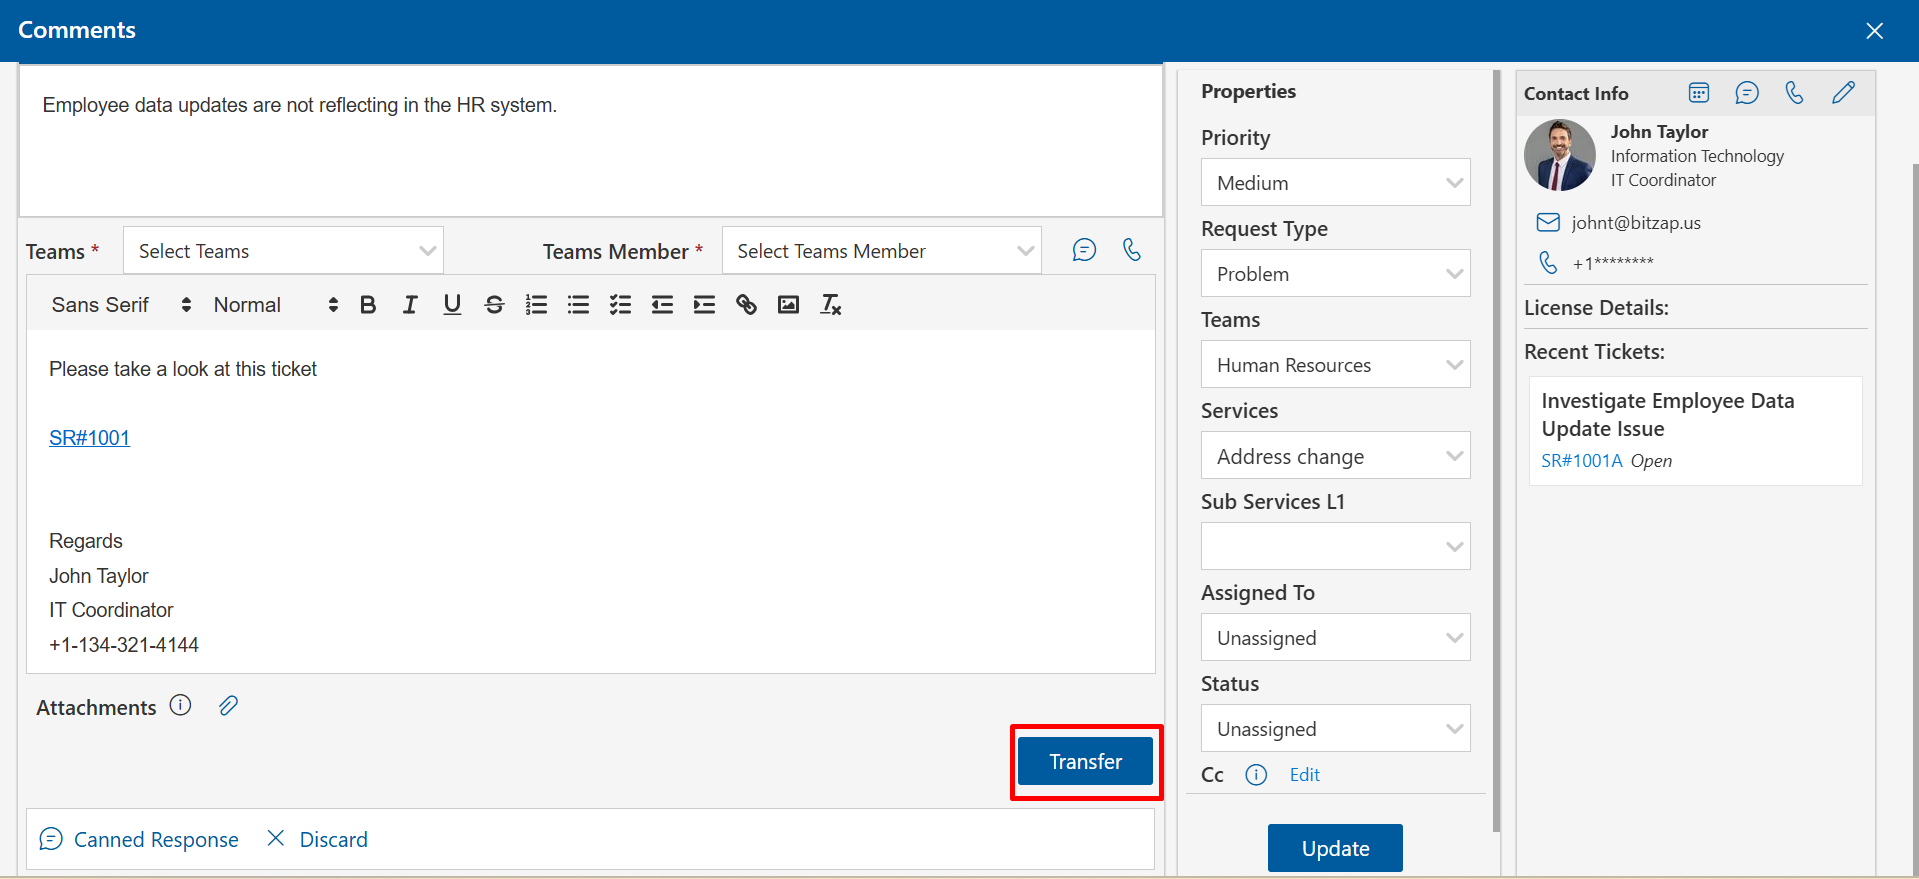 Comments
Employee data updates are not reflecting in the HR system.
Teams * Select Teams Teams Member * Select Teams Member
Sans Serif Normal B I U S
Please take a look at this ticket
SR#1001
Regards
John Taylor
IT Coordinator
+1-134-321-4144
Attachments
Transfer
Canned Response Discard
Properties
Priority
Medium
Request Type
Problem
Teams
Human Resources
Services
Address change
Sub Services L1
Assigned To
Unassigned
Status
Unassigned
Cc Edit
Update
Contact Info
John Taylor
Information Technology
IT Coordinator
johnt@bitzap.us
+1********
License Details:
Recent Tickets:
Investigate Employee Data
Update Issue
SR#1001A Open